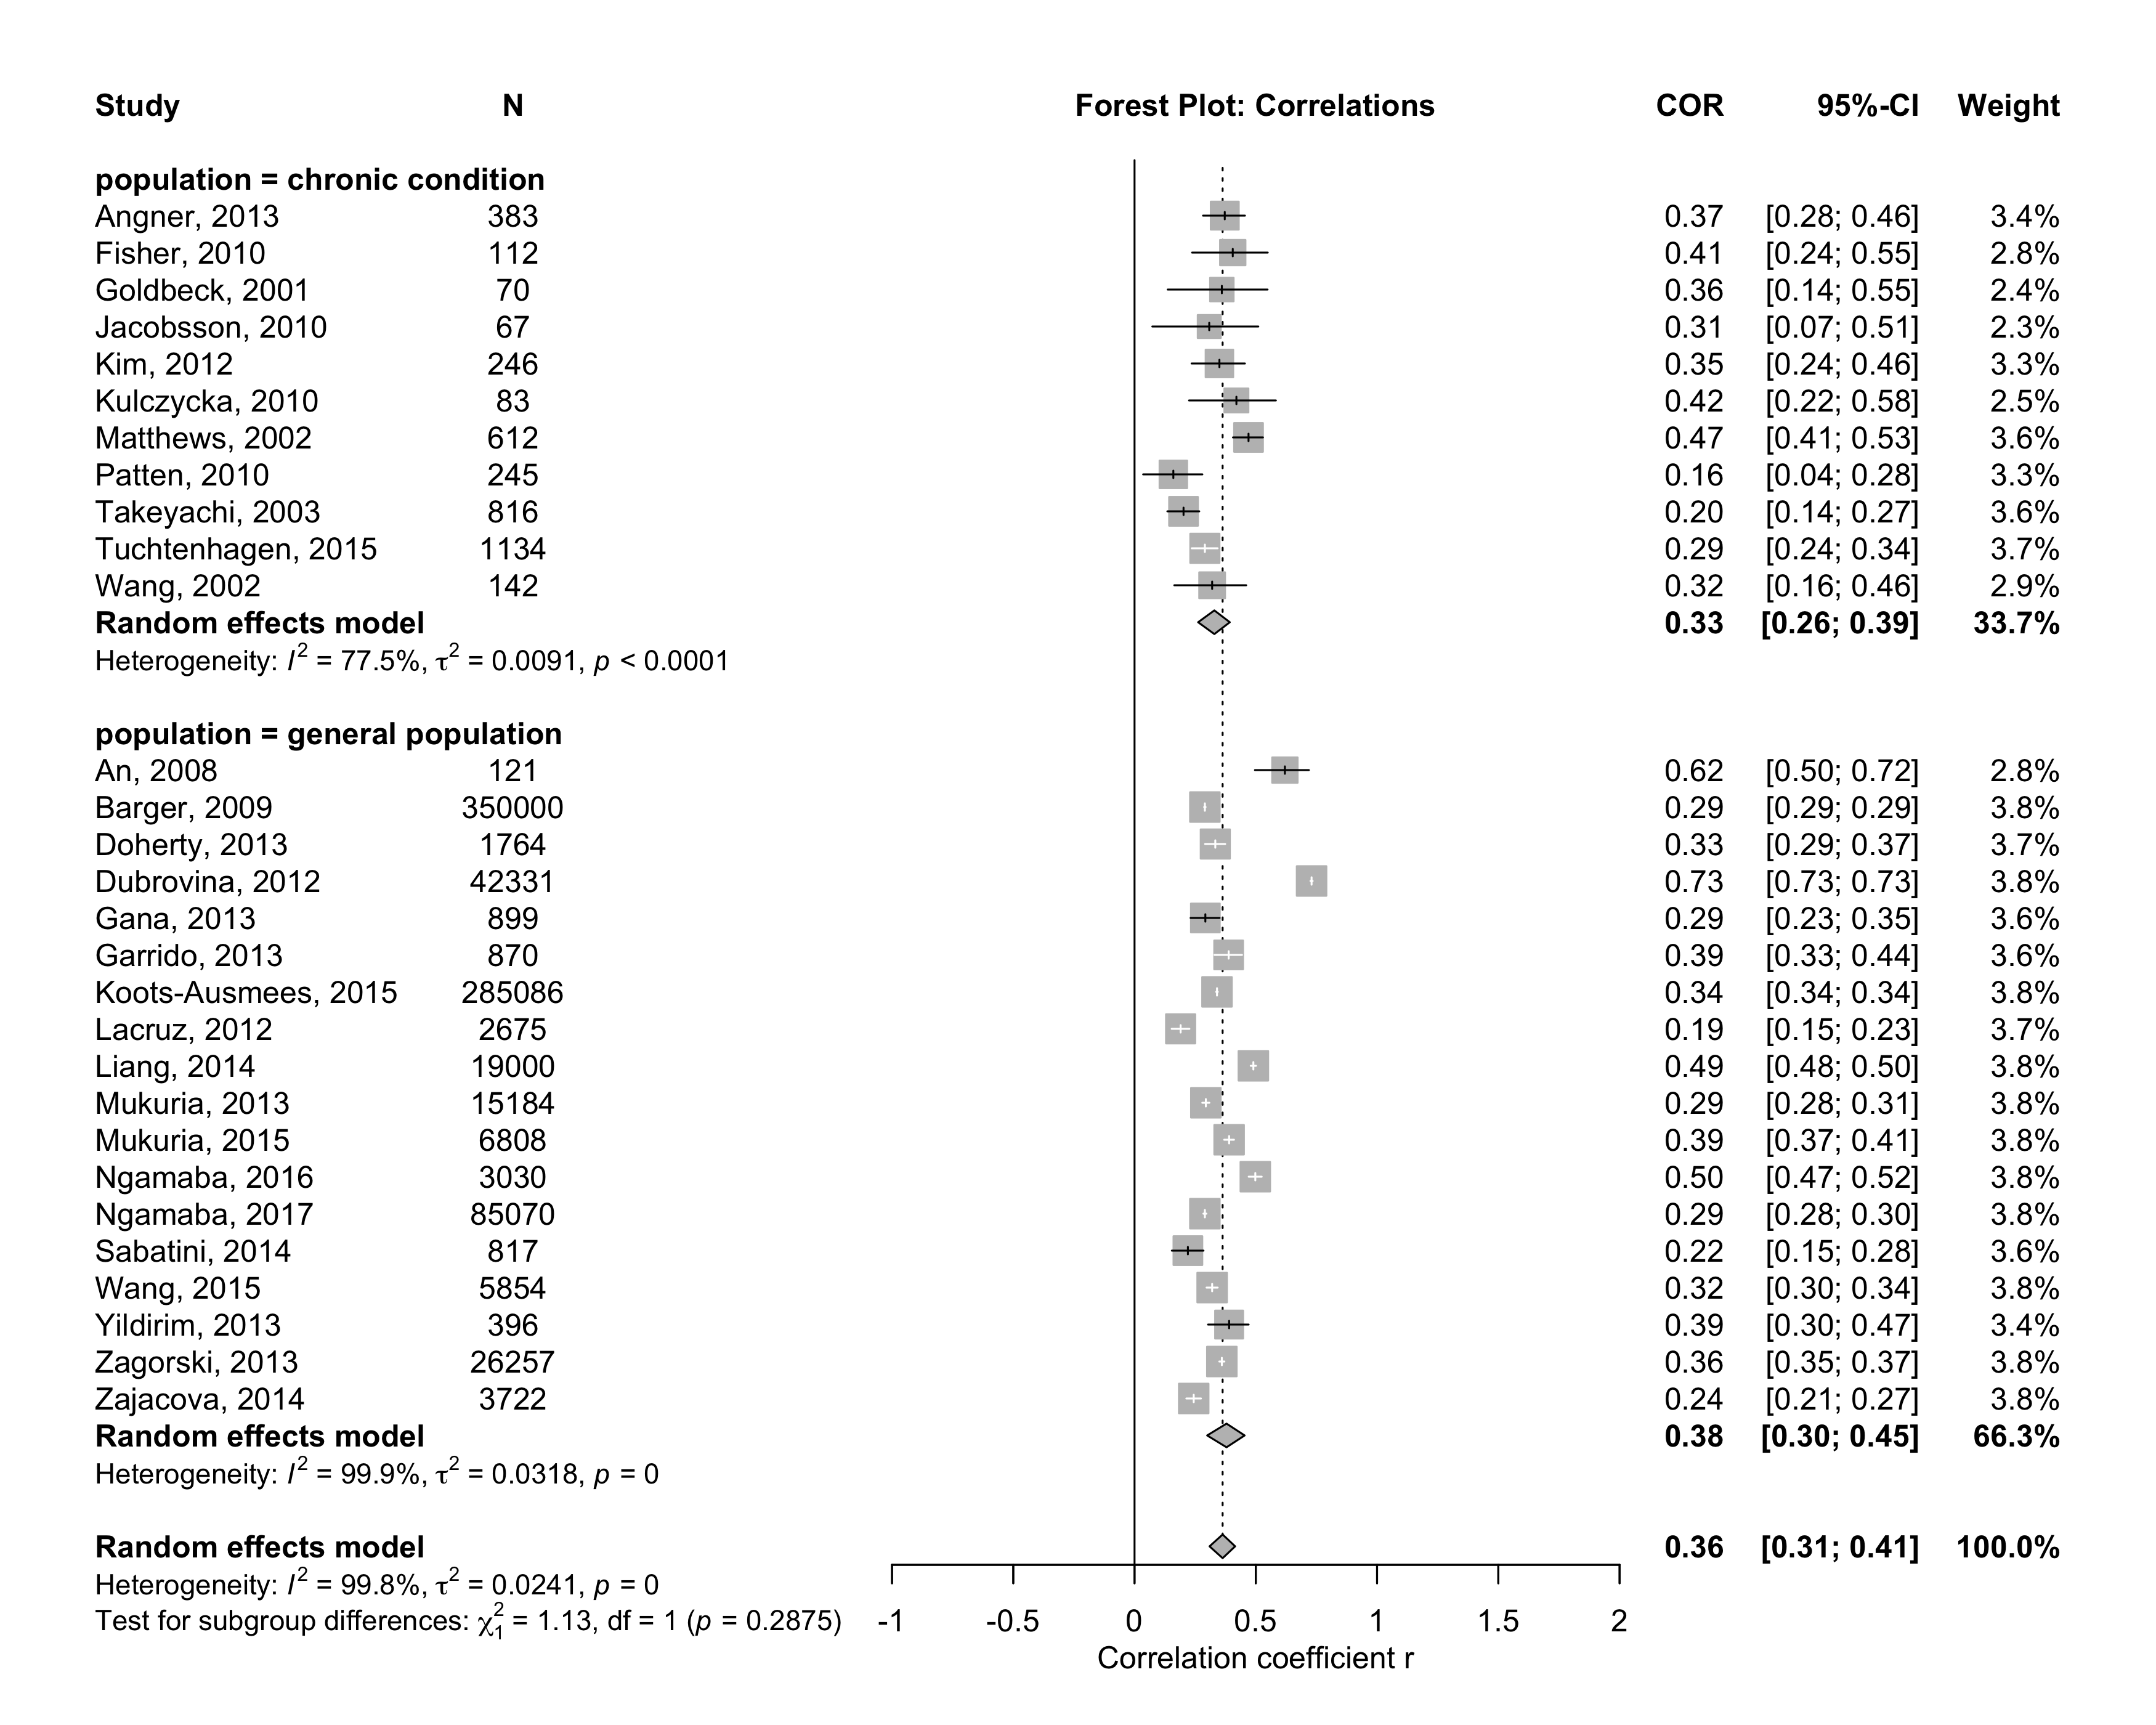 Study N Forest Plot: Correlations COR 95%-CI Weight
population = chronic condition
Angner, 2013 383 0.37 [0.28; 0.46] 3.4%
Fisher, 2010 112 0.41 [0.24; 0.55] 2.8%
Goldbeck, 2001 70 0.36 [0.14; 0.55] 2.4%
Jacobsson, 2010 67 0.31 [0.07; 0.51] 2.3%
Kim, 2012 246 0.35 [0.24; 0.46] 3.3%
Kulczycka, 2010 83 0.42 [0.22; 0.58] 2.5%
Matthews, 2002 612 0.47 [0.41; 0.53] 3.6%
Patten, 2010 245 0.16 [0.04; 0.28] 3.3%
Takeyachi, 2003 816 0.20 [0.14; 0.27] 3.6%
Tuchtenhagen, 2015 1134 0.29 [0.24; 0.34] 3.7%
Wang, 2002 142 0.32 [0.16; 0.46] 2.9%
Random effects model 0.33 [0.26; 0.39] 33.7%
Heterogeneity: I² = 77.5%, τ² = 0.0091, p < 0.0001
population = general population
An, 2008 121 0.62 [0.50; 0.72] 2.8%
Barger, 2009 350000 0.29 [0.29; 0.29] 3.8%
Doherty, 2013 1764 0.33 [0.29; 0.37] 3.7%
Dubrovina, 2012 42331 0.73 [0.73; 0.73] 3.8%
Gana, 2013 899 0.29 [0.23; 0.35] 3.6%
Garrido, 2013 870 0.39 [0.33; 0.44] 3.6%
Koots-Ausmees, 2015 285086 0.34 [0.34; 0.34] 3.8%
Lacruz, 2012 2675 0.19 [0.15; 0.23] 3.7%
Liang, 2014 19000 0.49 [0.48; 0.50] 3.8%
Mukuria, 2013 15184 0.29 [0.28; 0.31] 3.8%
Mukuria, 2015 6808 0.39 [0.37; 0.41] 3.8%
Ngamaba, 2016 3030 0.50 [0.47; 0.52] 3.8%
Ngamaba, 2017 85070 0.29 [0.28; 0.30] 3.8%
Sabatini, 2014 817 0.22 [0.15; 0.28] 3.6%
Wang, 2015 5854 0.32 [0.30; 0.34] 3.8%
Yildirim, 2013 396 0.39 [0.30; 0.47] 3.4%
Zagorski, 2013 26257 0.36 [0.35; 0.37] 3.8%
Zajacova, 2014 3722 0.24 [0.21; 0.27] 3.8%
Random effects model 0.38 [0.30; 0.45] 66.3%
Heterogeneity: I² = 99.9%, τ² = 0.0318, p = 0
Random effects model 0.36 [0.31; 0.41] 100.0%
Heterogeneity: I² = 99.8%, τ² = 0.0241, p = 0
Test for subgroup differences: χ²₁ = 1.13, df = 1 (p = 0.2875) -1 -0.5 0 0.5 1 1.5 2
Correlation coefficient r